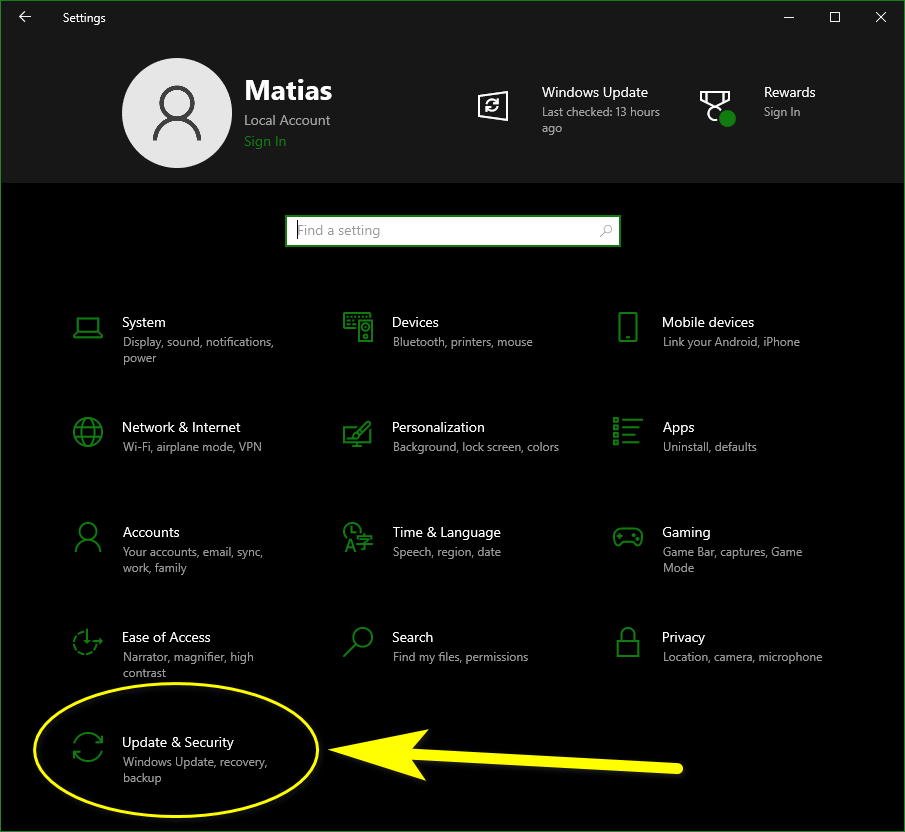 Settings
Matias
Local Account
Sign In
Windows Update
Last checked: 13 hours
ago
Rewards
Sign In
Find a setting
System
Display, sound, notifications,
power
Devices
Bluetooth, printers, mouse
Mobile devices
Link your Android, iPhone
Network & Internet
Wi-Fi, airplane mode, VPN
Personalization
Background, lock screen, colors
Apps
Uninstall, defaults
Accounts
Your accounts, email, sync,
work, family
Time & Language
Speech, region, date
Gaming
Game Bar, captures, Game
Mode
Ease of Access
Narrator, magnifier, high
contrast
Search
Find my files, permissions
Privacy
Location, camera, microphone
Update & Security
Windows Update, recovery,
backup